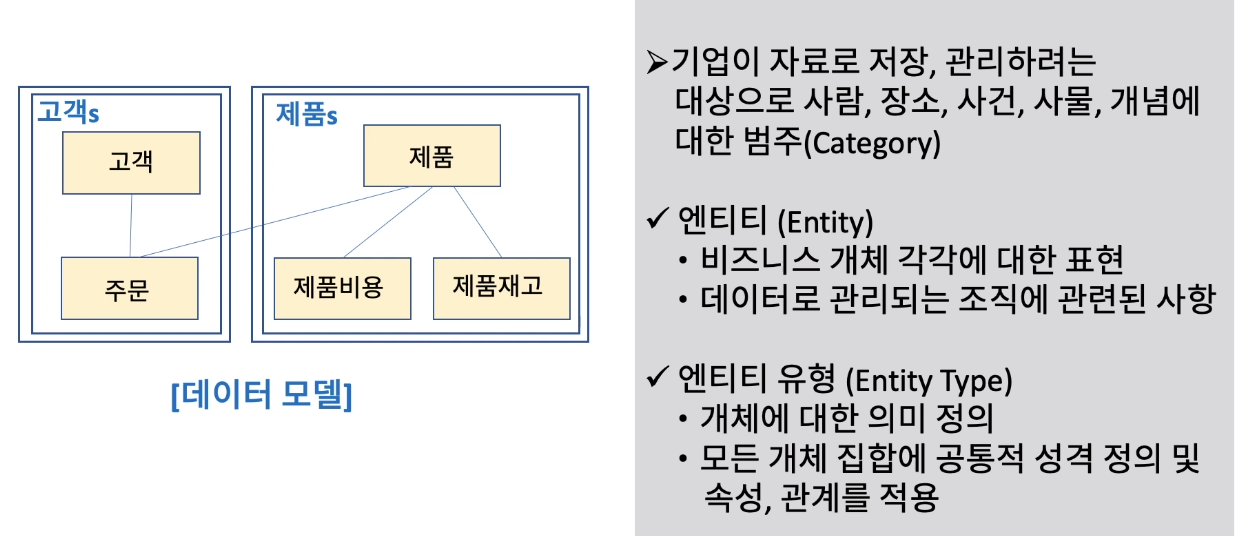 고객s
고객
주문
제품s
제품
제품비용
제품재고
[데이터 모델]
➢기업이 자료로 저장, 관리하려는
대상으로 사람, 장소, 사건, 사물, 개념에
대한 범주(Category)
✓ 엔티티 (Entity)
• 비즈니스 개체 각각에 대한 표현
• 데이터로 관리되는 조직에 관련된 사항
✓ 엔티티 유형 (Entity Type)
• 개체에 대한 의미 정의
• 모든 개체 집합에 공통적 성격 정의 및
속성, 관계를 적용